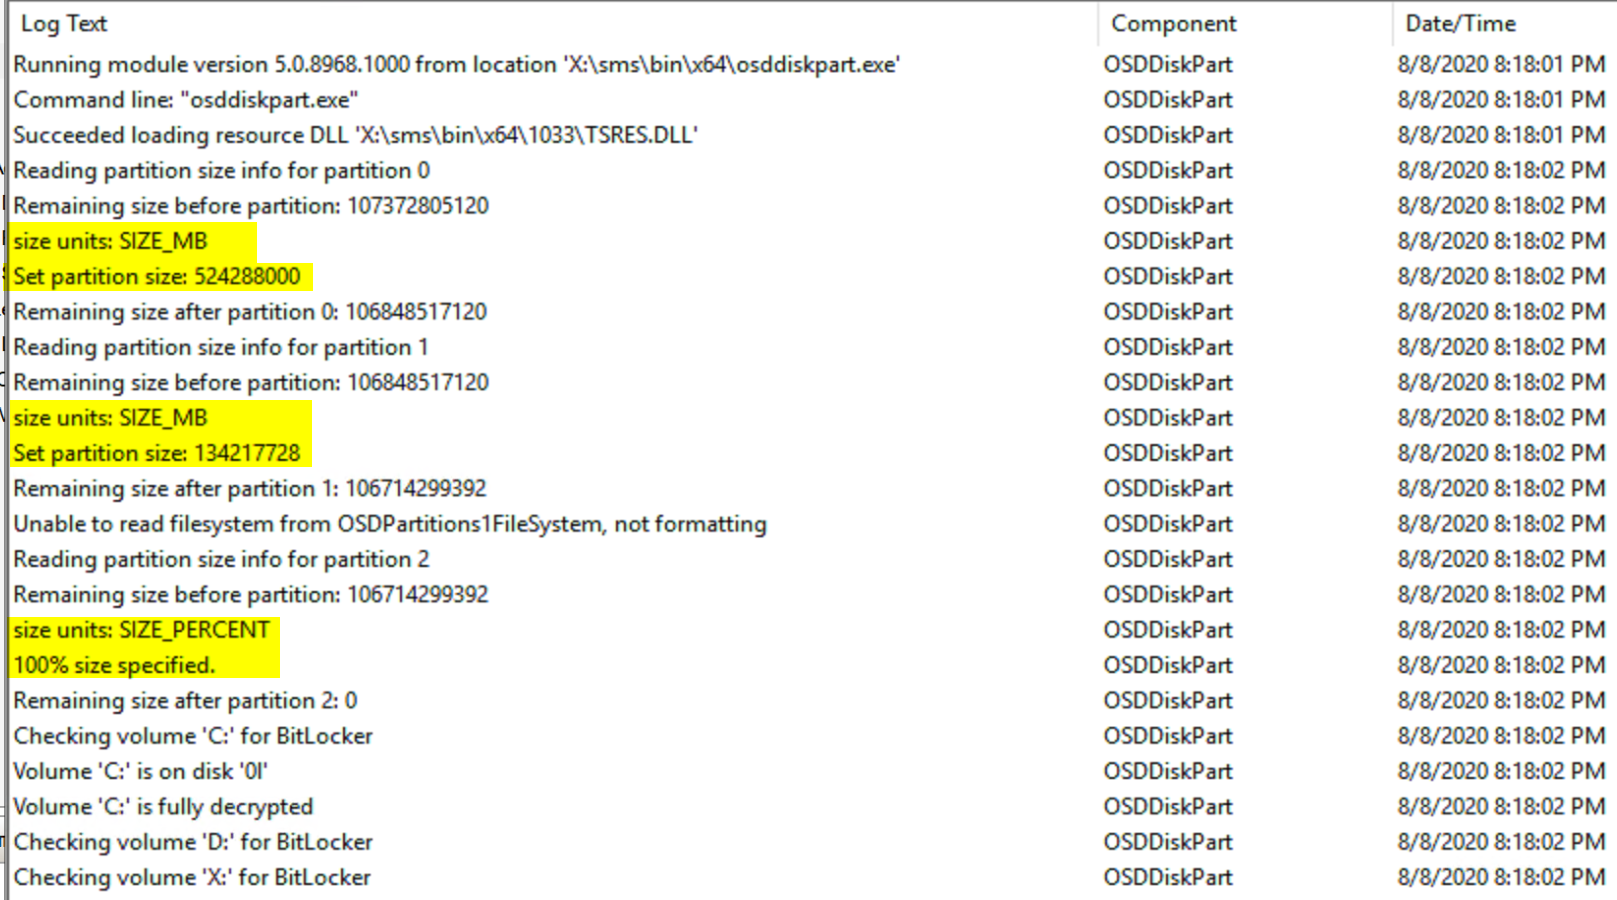 Log Text Component Date/Time
Running module version 5.0.8968.1000 from location 'X:\sms\bin\x64\osddiskpart.exe' OSDDiskPart 8/8/2020 8:18:01 PM
Command line: "osddiskpart.exe" OSDDiskPart 8/8/2020 8:18:01 PM
Succeeded loading resource DLL 'X:\sms\bin\x64\1033\TSRES.DLL' OSDDiskPart 8/8/2020 8:18:01 PM
Reading partition size info for partition 0 OSDDiskPart 8/8/2020 8:18:02 PM
Remaining size before partition: 107372805120 OSDDiskPart 8/8/2020 8:18:02 PM
size units: SIZE_MB OSDDiskPart 8/8/2020 8:18:02 PM
Set partition size: 524288000 OSDDiskPart 8/8/2020 8:18:02 PM
Remaining size after partition 0: 106848517120 OSDDiskPart 8/8/2020 8:18:02 PM
Reading partition size info for partition 1 OSDDiskPart 8/8/2020 8:18:02 PM
Remaining size before partition: 106848517120 OSDDiskPart 8/8/2020 8:18:02 PM
size units: SIZE_MB OSDDiskPart 8/8/2020 8:18:02 PM
Set partition size: 134217728 OSDDiskPart 8/8/2020 8:18:02 PM
Remaining size after partition 1: 106714299392 OSDDiskPart 8/8/2020 8:18:02 PM
Unable to read filesystem from OSDPartitions1FileSystem, not formatting OSDDiskPart 8/8/2020 8:18:02 PM
Reading partition size info for partition 2 OSDDiskPart 8/8/2020 8:18:02 PM
Remaining size before partition: 106714299392 OSDDiskPart 8/8/2020 8:18:02 PM
size units: SIZE_PERCENT OSDDiskPart 8/8/2020 8:18:02 PM
100% size specified. OSDDiskPart 8/8/2020 8:18:02 PM
Remaining size after partition 2: 0 OSDDiskPart 8/8/2020 8:18:02 PM
Checking volume 'C:' for BitLocker OSDDiskPart 8/8/2020 8:18:02 PM
Volume 'C:' is on disk '0l' OSDDiskPart 8/8/2020 8:18:02 PM
Volume 'C:' is fully decrypted OSDDiskPart 8/8/2020 8:18:02 PM
Checking volume 'D:' for BitLocker OSDDiskPart 8/8/2020 8:18:02 PM
Checking volume 'X:' for BitLocker OSDDiskPart 8/8/2020 8:18:02 PM